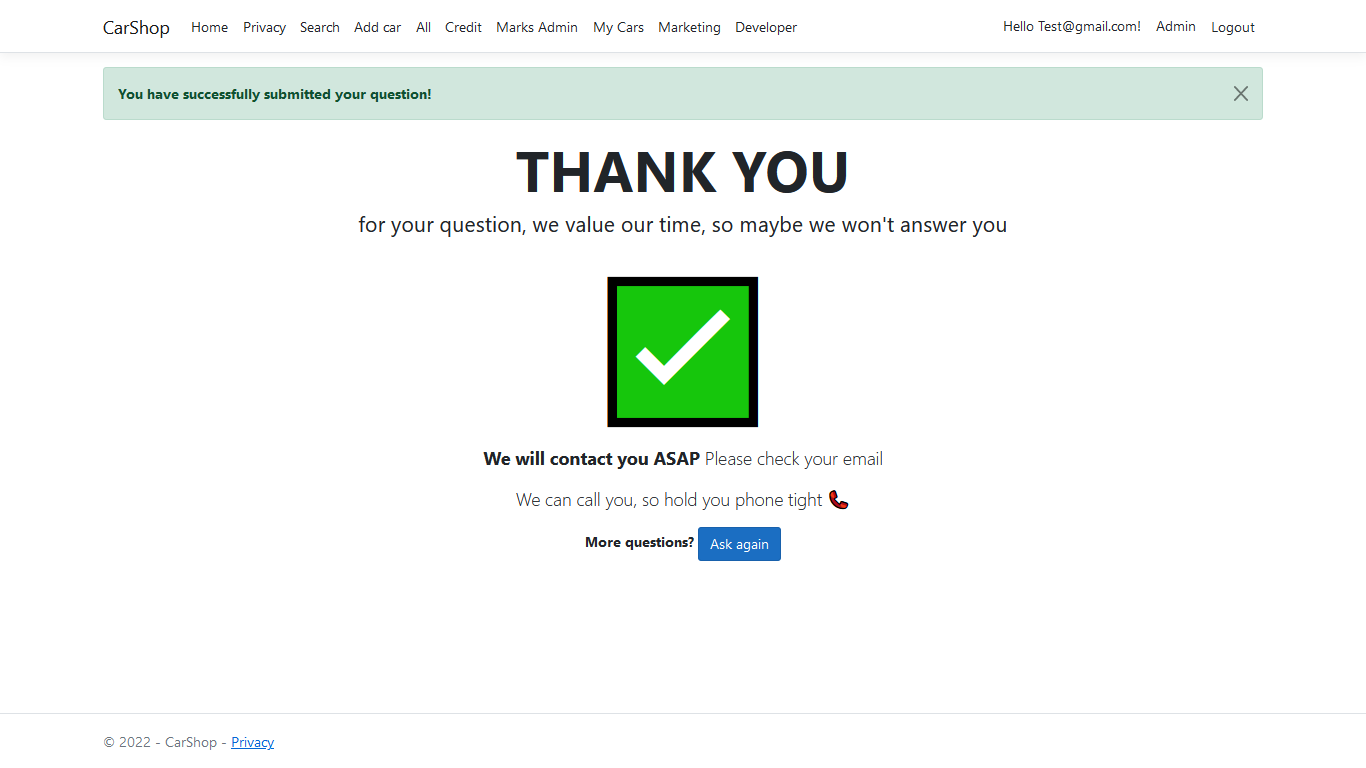 CarShop Home Privacy Search Add car All Credit Marks Admin My Cars Marketing Developer Hello Test@gmail.com! Admin Logout
You have successfully submitted your question!
THANK YOU
for your question, we value our time, so maybe we won't answer you
We will contact you ASAP Please check your email
We can call you, so hold you phone tight
More questions? Ask again
© 2022 - CarShop - Privacy